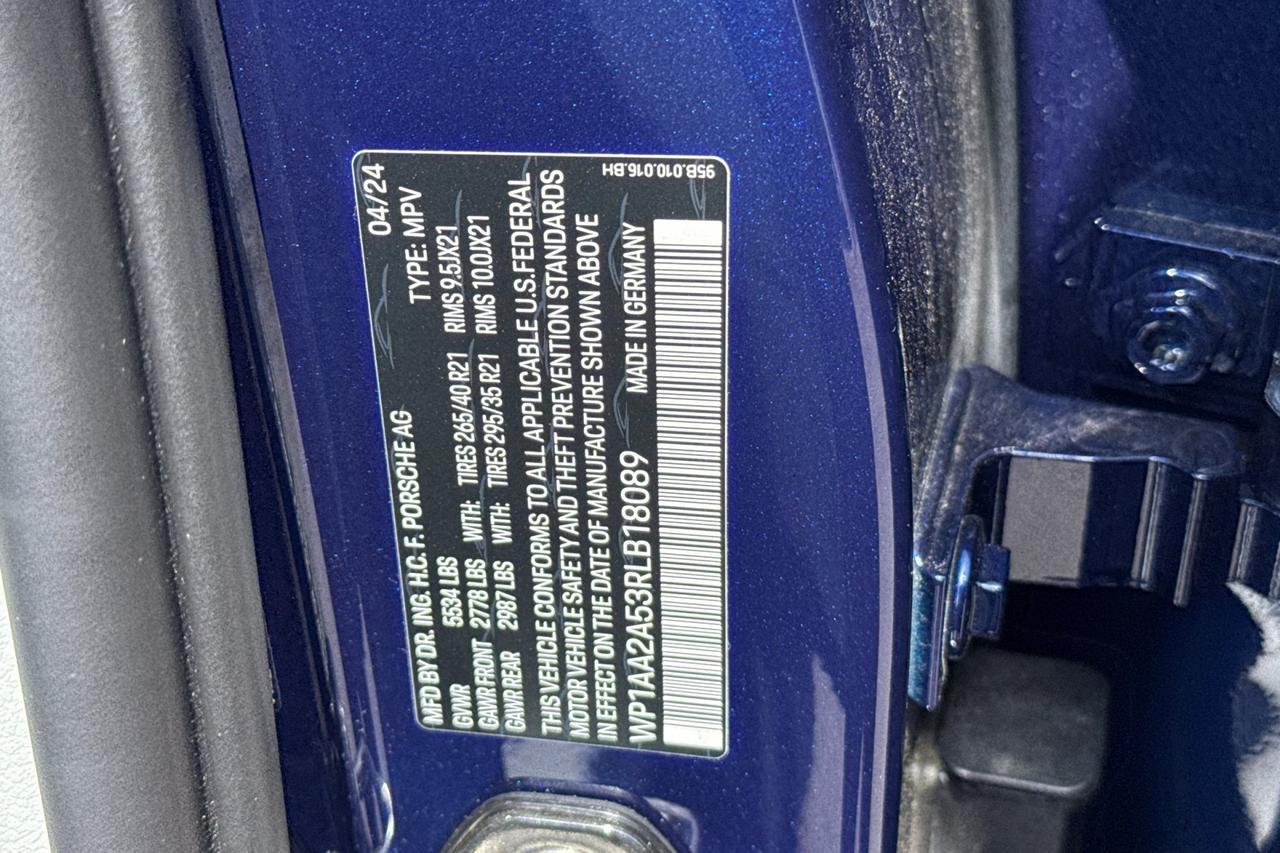 04/24
MFD BY DR. ING. H.C. F. PORSCHE AG TYPE: MPV
GVWR 5534 LBS
GAWR FRONT 2778 LBS WITH: TIRES 265/40 R21 RIMS 9.5JX21
GAWR REAR 2987 LBS WITH: TIRES 295/35 R21 RIMS 10.0JX21
THIS VEHICLE CONFORMS TO ALL APPLICABLE U.S. FEDERAL
MOTOR VEHICLE SAFETY AND THEFT PREVENTION STANDARDS
IN EFFECT ON THE DATE OF MANUFACTURE SHOWN ABOVE
WP1AA2A53RLB18089 MADE IN GERMANY
95B.010.016.BH